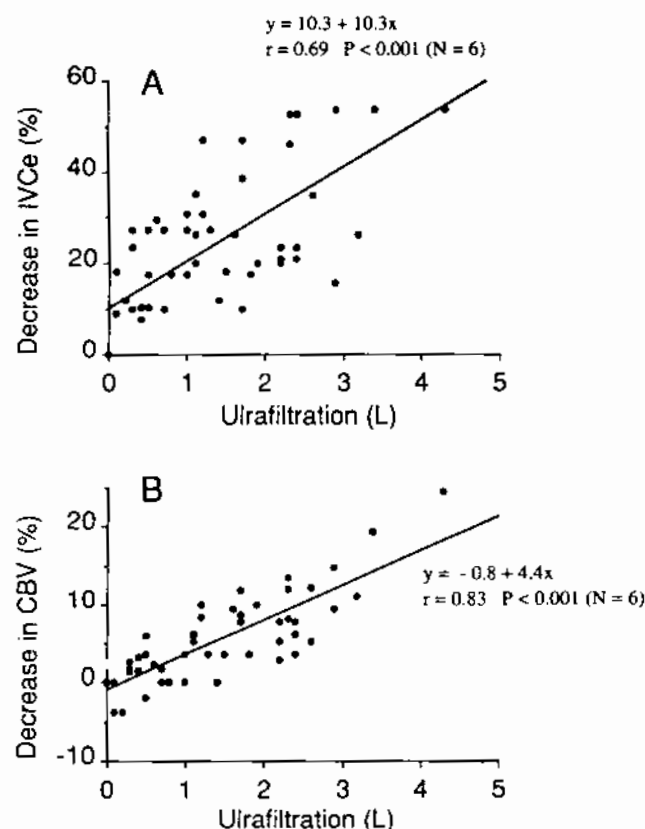 y = 10.3 + 10.3x
r = 0.69 P < 0.001 (N = 6)
A
60
40
20
0
Decrease in IVCe (%)
0 1 2 3 4 5
Ulrafiltration (L)
B
20
10
0
-10
Decrease in CBV (%)
y = - 0.8 + 4.4x
r = 0.83 P < 0.001 (N = 6)
0 1 2 3 4 5
Ulrafiltration (L)